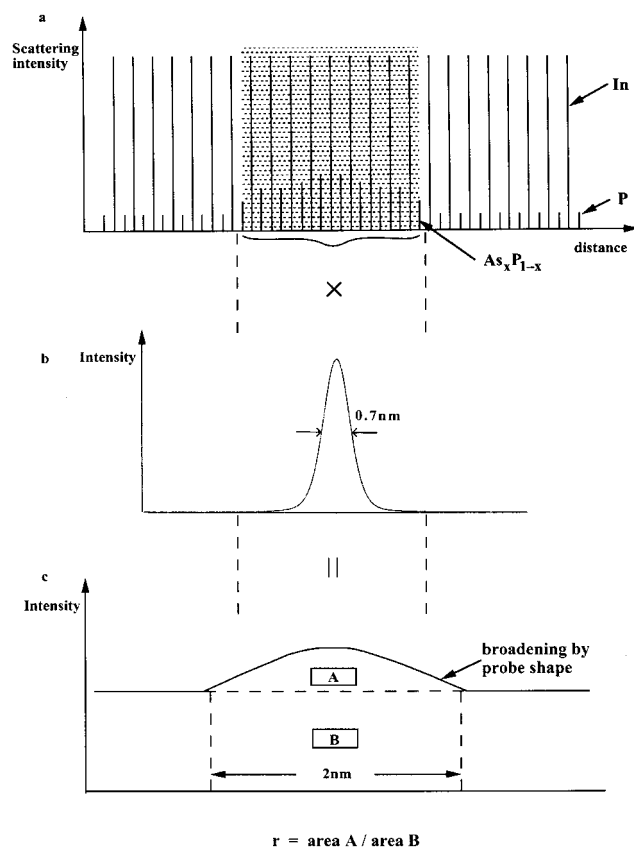 a
Scattering
intensity
In
P
distance
AsxP1-x
×
b
Intensity
0.7nm
||
c
Intensity
broadening by
probe shape
A
B
2nm
r = area A / area B